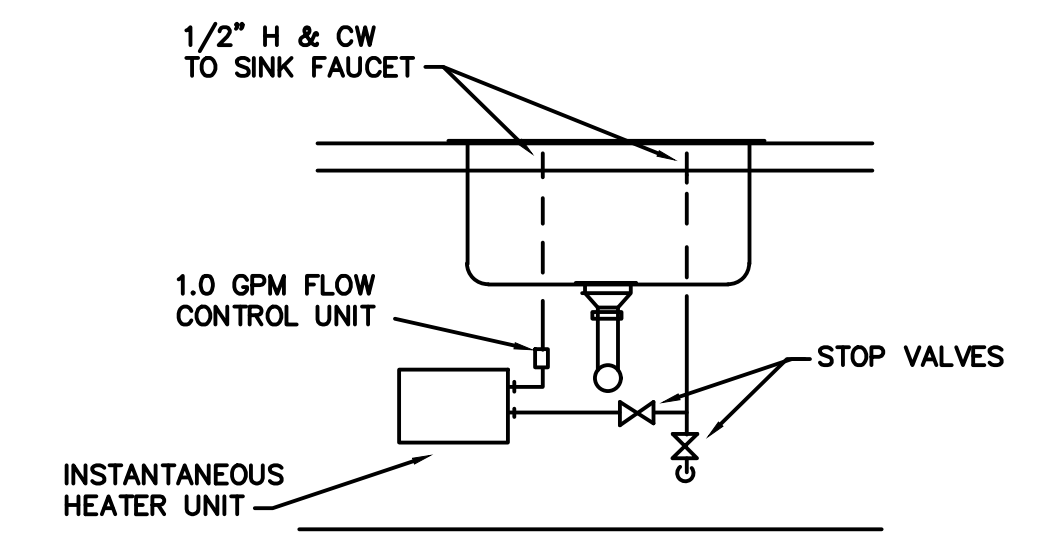 1/2" H & CW
TO SINK FAUCET
1.0 GPM FLOW
CONTROL UNIT
STOP VALVES
INSTANTANEOUS
HEATER UNIT